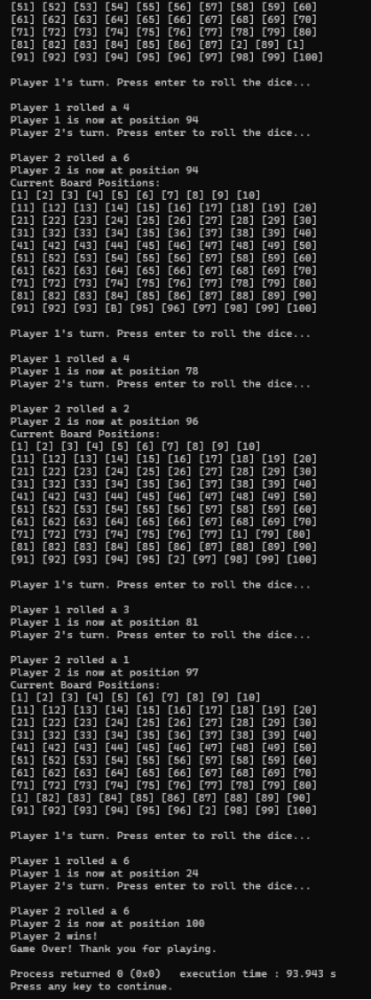 [51] [52] [53] [54] [55] [56] [57] [58] [59] [60]
[61] [62] [63] [64] [65] [66] [67] [68] [69] [70]
[71] [72] [73] [74] [75] [76] [77] [78] [79] [80]
[81] [82] [83] [84] [85] [86] [87] [2] [89] [1]
[91] [92] [93] [94] [95] [96] [97] [98] [99] [100]
Player 1's turn. Press enter to roll the dice...
Player 1 rolled a 4
Player 1 is now at position 94
Player 2's turn. Press enter to roll the dice...
Player 2 rolled a 6
Player 2 is now at position 94
Current Board Positions:
[1] [2] [3] [4] [5] [6] [7] [8] [9] [10]
[11] [12] [13] [14] [15] [16] [17] [18] [19] [20]
[21] [22] [23] [24] [25] [26] [27] [28] [29] [30]
[31] [32] [33] [34] [35] [36] [37] [38] [39] [40]
[41] [42] [43] [44] [45] [46] [47] [48] [49] [50]
[51] [52] [53] [54] [55] [56] [57] [58] [59] [60]
[61] [62] [63] [64] [65] [66] [67] [68] [69] [70]
[71] [72] [73] [74] [75] [76] [77] [78] [79] [80]
[81] [82] [83] [84] [85] [86] [87] [88] [89] [90]
[91] [92] [93] [B] [95] [96] [97] [98] [99] [100]
Player 1's turn. Press enter to roll the dice...
Player 1 rolled a 4
Player 1 is now at position 78
Player 2's turn. Press enter to roll the dice...
Player 2 rolled a 2
Player 2 is now at position 96
Current Board Positions:
[1] [2] [3] [4] [5] [6] [7] [8] [9] [10]
[11] [12] [13] [14] [15] [16] [17] [18] [19] [20]
[21] [22] [23] [24] [25] [26] [27] [28] [29] [30]
[31] [32] [33] [34] [35] [36] [37] [38] [39] [40]
[41] [42] [43] [44] [45] [46] [47] [48] [49] [50]
[51] [52] [53] [54] [55] [56] [57] [58] [59] [60]
[61] [62] [63] [64] [65] [66] [67] [68] [69] [70]
[71] [72] [73] [74] [75] [76] [77] [1] [79] [80]
[81] [82] [83] [84] [85] [86] [87] [88] [89] [90]
[91] [92] [93] [94] [95] [2] [97] [98] [99] [100]
Player 1's turn. Press enter to roll the dice...
Player 1 rolled a 3
Player 1 is now at position 81
Player 2's turn. Press enter to roll the dice...
Player 2 rolled a 1
Player 2 is now at position 97
Current Board Positions:
[1] [2] [3] [4] [5] [6] [7] [8] [9] [10]
[11] [12] [13] [14] [15] [16] [17] [18] [19] [20]
[21] [22] [23] [24] [25] [26] [27] [28] [29] [30]
[31] [32] [33] [34] [35] [36] [37] [38] [39] [40]
[41] [42] [43] [44] [45] [46] [47] [48] [49] [50]
[51] [52] [53] [54] [55] [56] [57] [58] [59] [60]
[61] [62] [63] [64] [65] [66] [67] [68] [69] [70]
[71] [72] [73] [74] [75] [76] [77] [78] [79] [80]
[1] [82] [83] [84] [85] [86] [87] [88] [89] [90]
[91] [92] [93] [94] [95] [96] [2] [98] [99] [100]
Player 1's turn. Press enter to roll the dice...
Player 1 rolled a 6
Player 1 is now at position 24
Player 2's turn. Press enter to roll the dice...
Player 2 rolled a 6
Player 2 is now at position 100
Player 2 wins!
Game Over! Thank you for playing.
Process returned 0 (0x0)   execution time : 93.943 s
Press any key to continue.